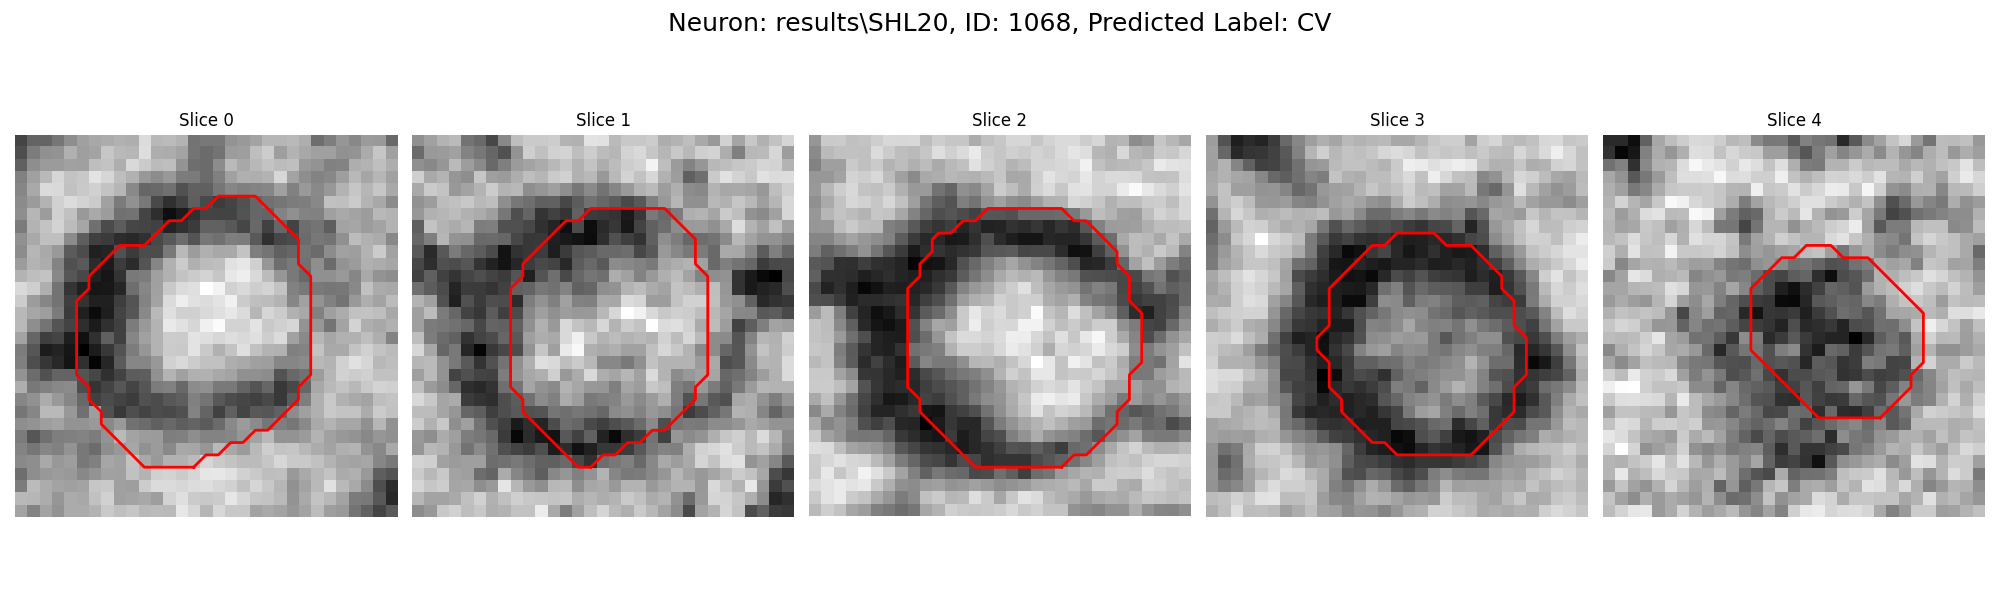 Neuron: results\SHL20, ID: 1068, Predicted Label: CV
Slice 0
Slice 1
Slice 2
Slice 3
Slice 4